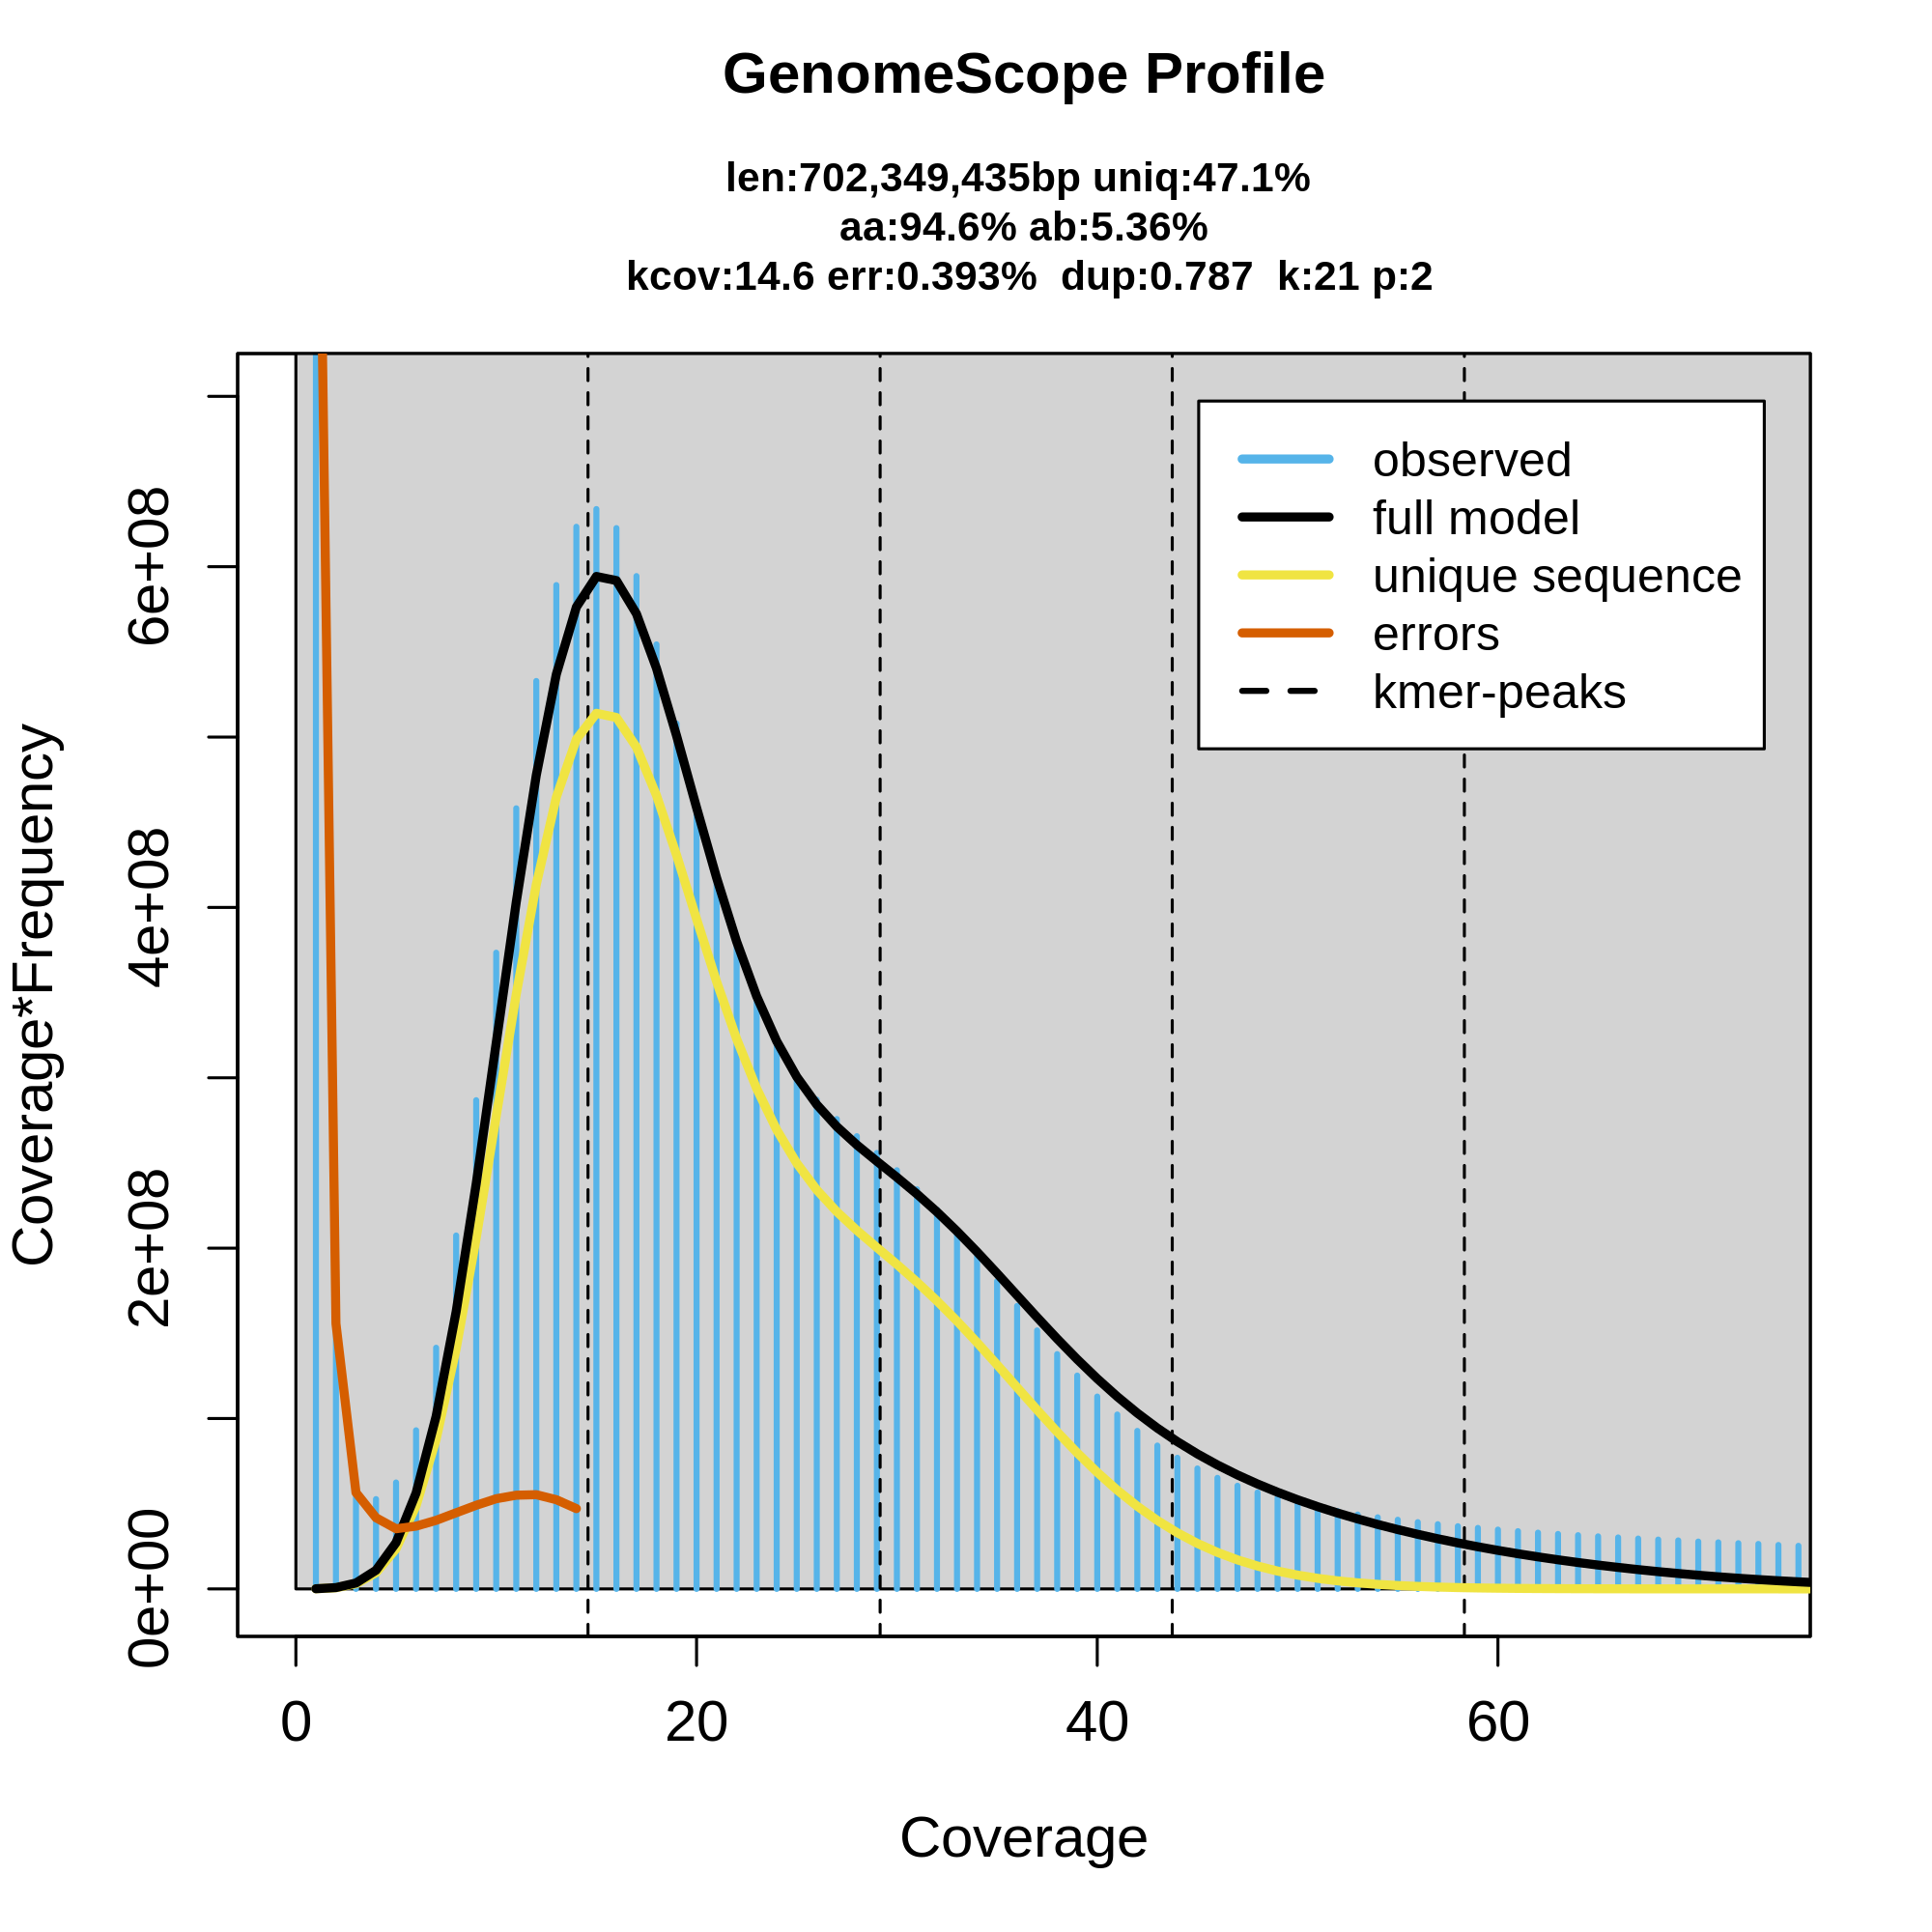 GenomeScope Profile
len:702,349,435bp uniq:47.1%
aa:94.6% ab:5.36%
kcov:14.6 err:0.393%  dup:0.787  k:21 p:2
observed
full model
unique sequence
errors
kmer-peaks
Coverage*Frequency
6e+08
4e+08
2e+08
0e+00
0 20 40 60
Coverage